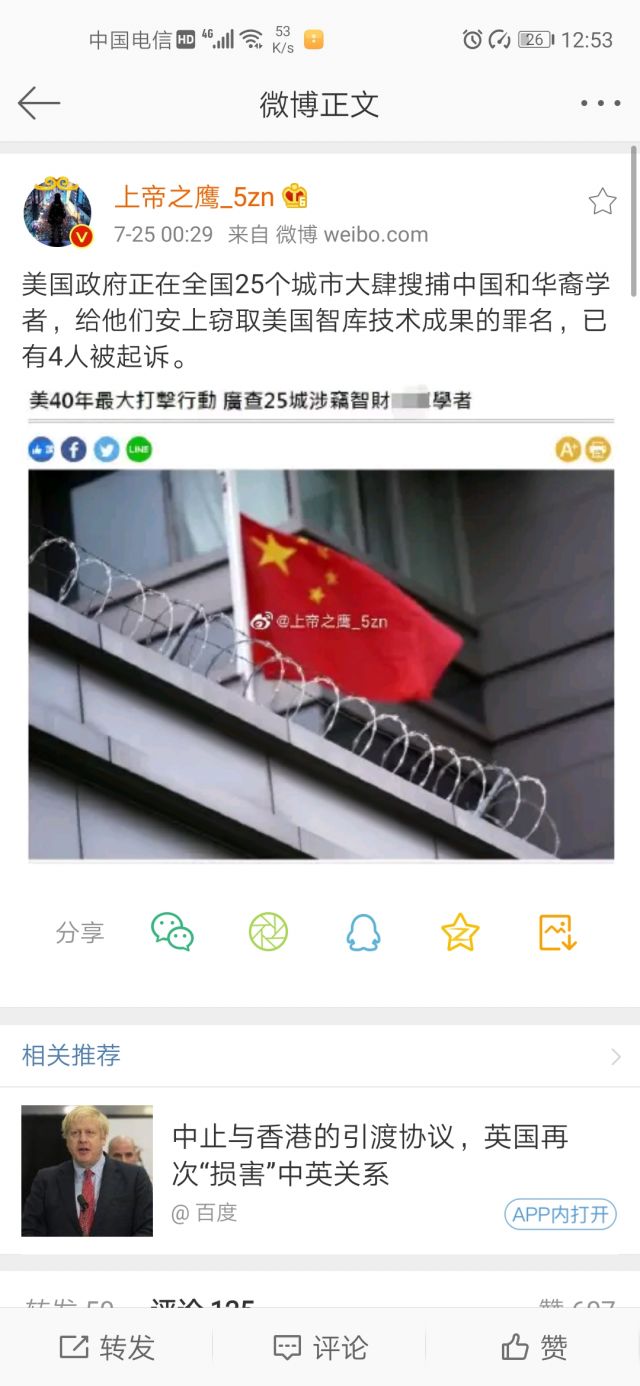 中国电信 HD 4G 53 K/s 26 12:53
微博正文
上帝之鹰_5zn
7-25 00:29 来自 微博 weibo.com
美国政府正在全国25个城市大肆搜捕中国和华裔学
者，给他们安上窃取美国智库技术成果的罪名，已
有4人被起诉。
美40年最大打擊行動 廣查25城涉竊智財 學者
LINE A+
@上帝之鹰_5zn
分享
相关推荐
中止与香港的引渡协议，英国再
次“损害”中英关系
@ 百度
APP内打开
评论 125
转发 评论 赞